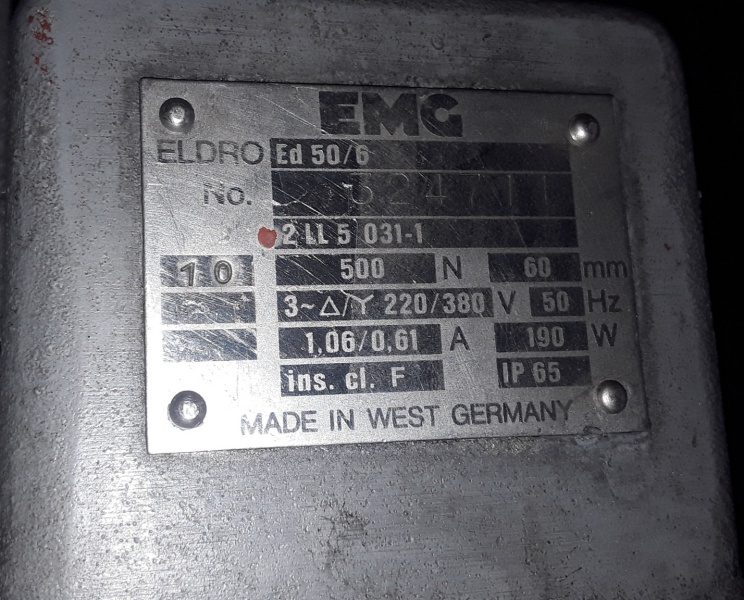 EMG
ELDRO Ed 50/6
No.
2 LL 5 031-1
10 500 N 60 mm
3~ Δ/Y 220/380 V 50 Hz
1,06/0,61 A 190 W
ins. cl. F IP 65
MADE IN WEST GERMANY